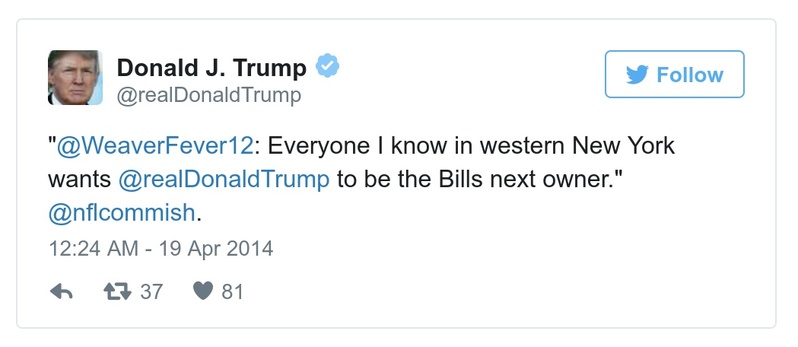 Donald J. Trump
@realDonaldTrump
Follow
"@WeaverFever12: Everyone I know in western New York
wants @realDonaldTrump to be the Bills next owner."
@nflcommish.
12:24 AM - 19 Apr 2014
37 81